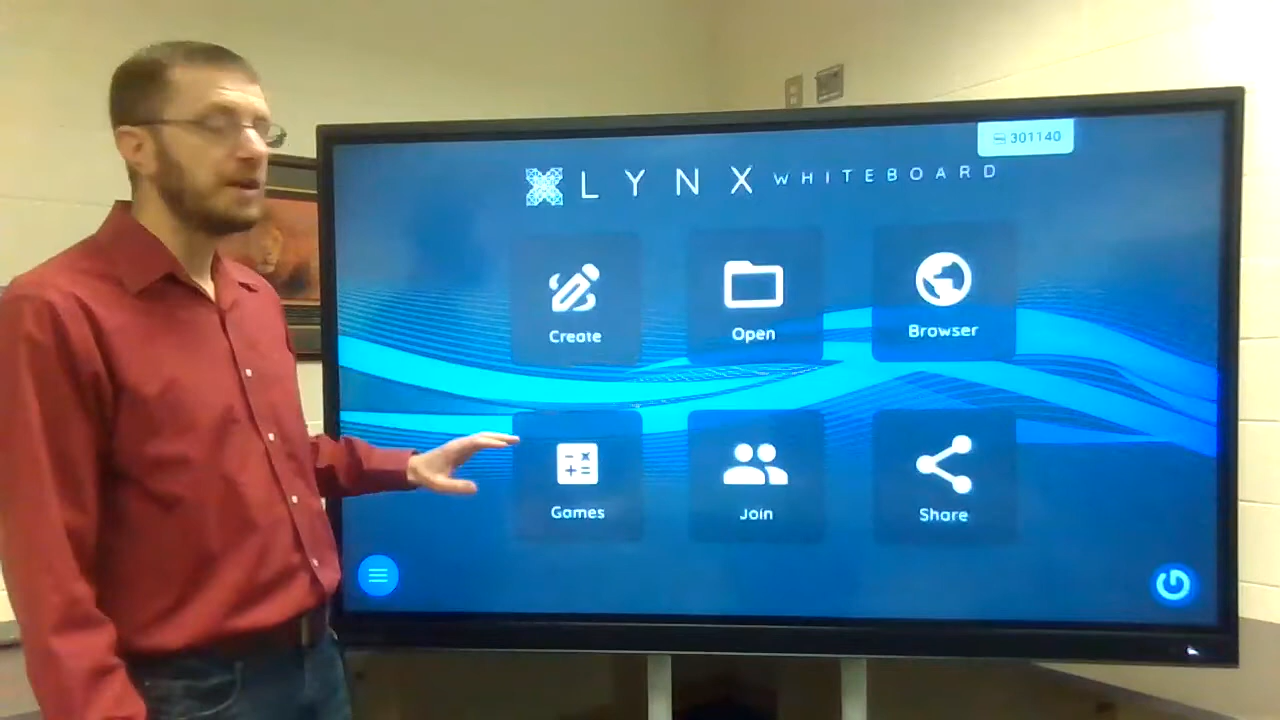 301140
LYNX WHITEBOARD
Create
Open
Browser
Games
Join
Share